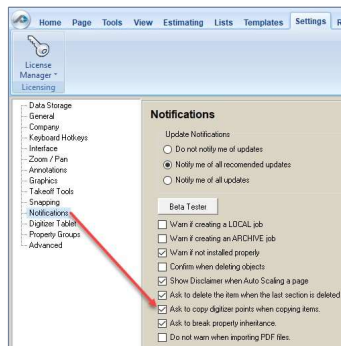 Home Page Tools View Estimating Lists Templates Settings R
License
Manager
Licensing
Data Storage
General
Company
Keyboard Hotkeys
Interface
Zoom / Pan
Annotations
Graphics
Takeoff Tools
Snapping
Notifications
Digitizer Tablet
Property Groups
Advanced
Notifications
Update Notifications
Do not notify me of updates
Notify me of all recomended updates
Notify me of all updates
Beta Tester
Warn if creating a LOCAL job
Warn if creating an ARCHIVE job
Warn if not installed properly
Confirm when deleting objects
Show Disclaimer when Auto Scaling a page
Ask to delete the item when the last section is deleted
Ask to copy digitizer points when copying items.
Ask to break property inheritance.
Do not warn when importing PDF files.